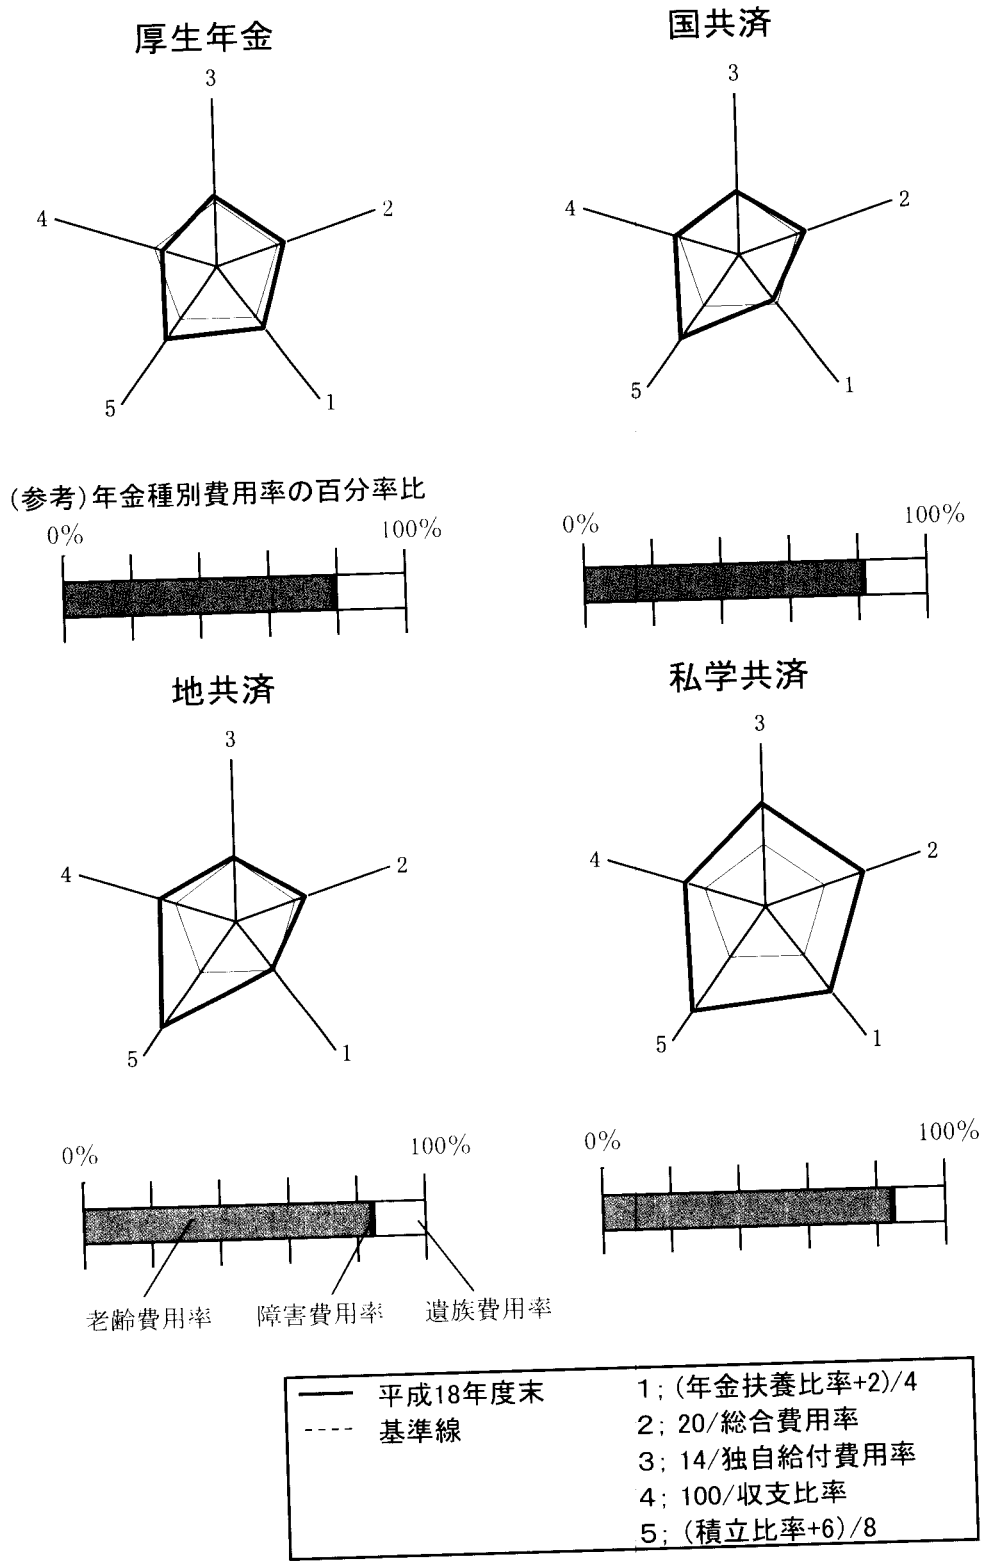 厚生年金
国共済
3
3
4
2
4
2
5
1
5
1
(参考)年金種別費用率の百分率比
0%
100%
0%
100%
地共済
私学共済
3
3
4
2
4
2
5
1
5
1
0%
100%
0%
100%
老齢費用率
障害費用率
遺族費用率
平成18年度末
基準線
1; (年金扶養比率+2)/4
2; 20/総合費用率
3; 14/独自給付費用率
4; 100/収支比率
5; (積立比率+6)/8